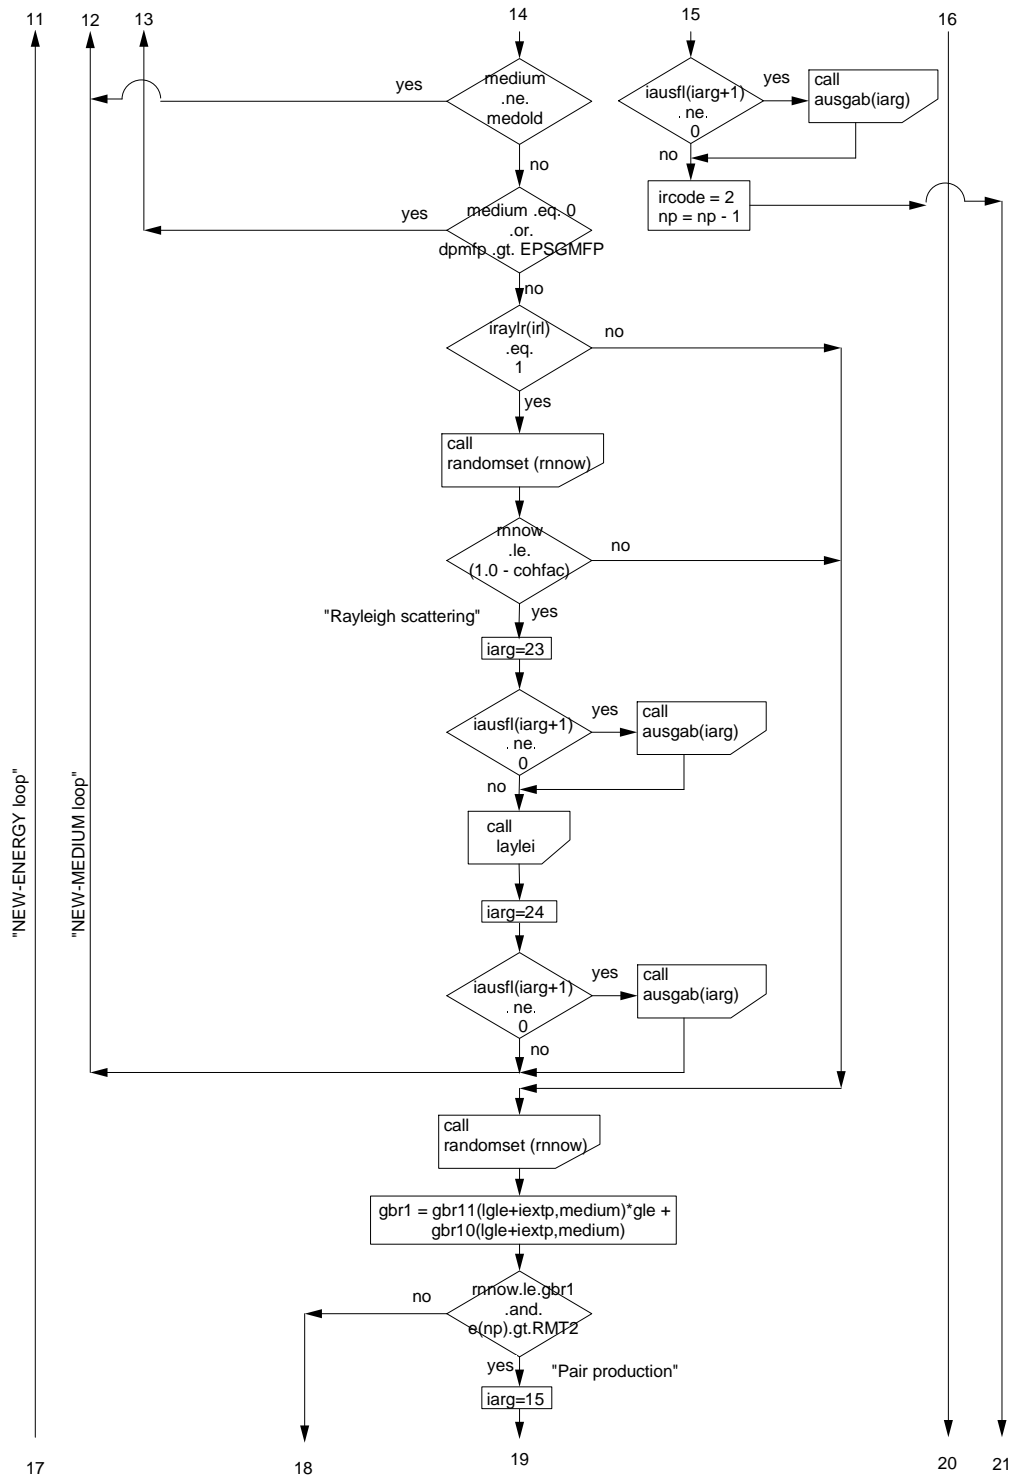 11
12
13
14
15
16
yes
medium
.ne.
medold
no
iausfl(iarg+1)
. ne.
0
yes
call
ausgab(iarg)
no
ircode = 2
np = np - 1
yes
medium .eq. 0
.or.
dpmfp .gt. EPSGMFP
no
iraylr(irl)
.eq.
1
no
yes
call
randomset (rnnow)
rnnow
.le.
(1.0 - cohfac)
no
"Rayleigh scattering"
yes
iarg=23
iausfl(iarg+1)
. ne.
0
yes
call
ausgab(iarg)
no
call
laylei
iarg=24
"NEW-ENERGY loop"
"NEW-MEDIUM loop"
iausfl(iarg+1)
. ne.
0
yes
call
ausgab(iarg)
no
call
randomset (rnnow)
gbr1 = gbr11(lgle+iextp,medium)*gle +
gbr10(lgle+iextp,medium)
rnnow.le.gbr1
.and.
e(np).gt.RMT2
no
yes
"Pair production"
iarg=15
17
18
19
20
21